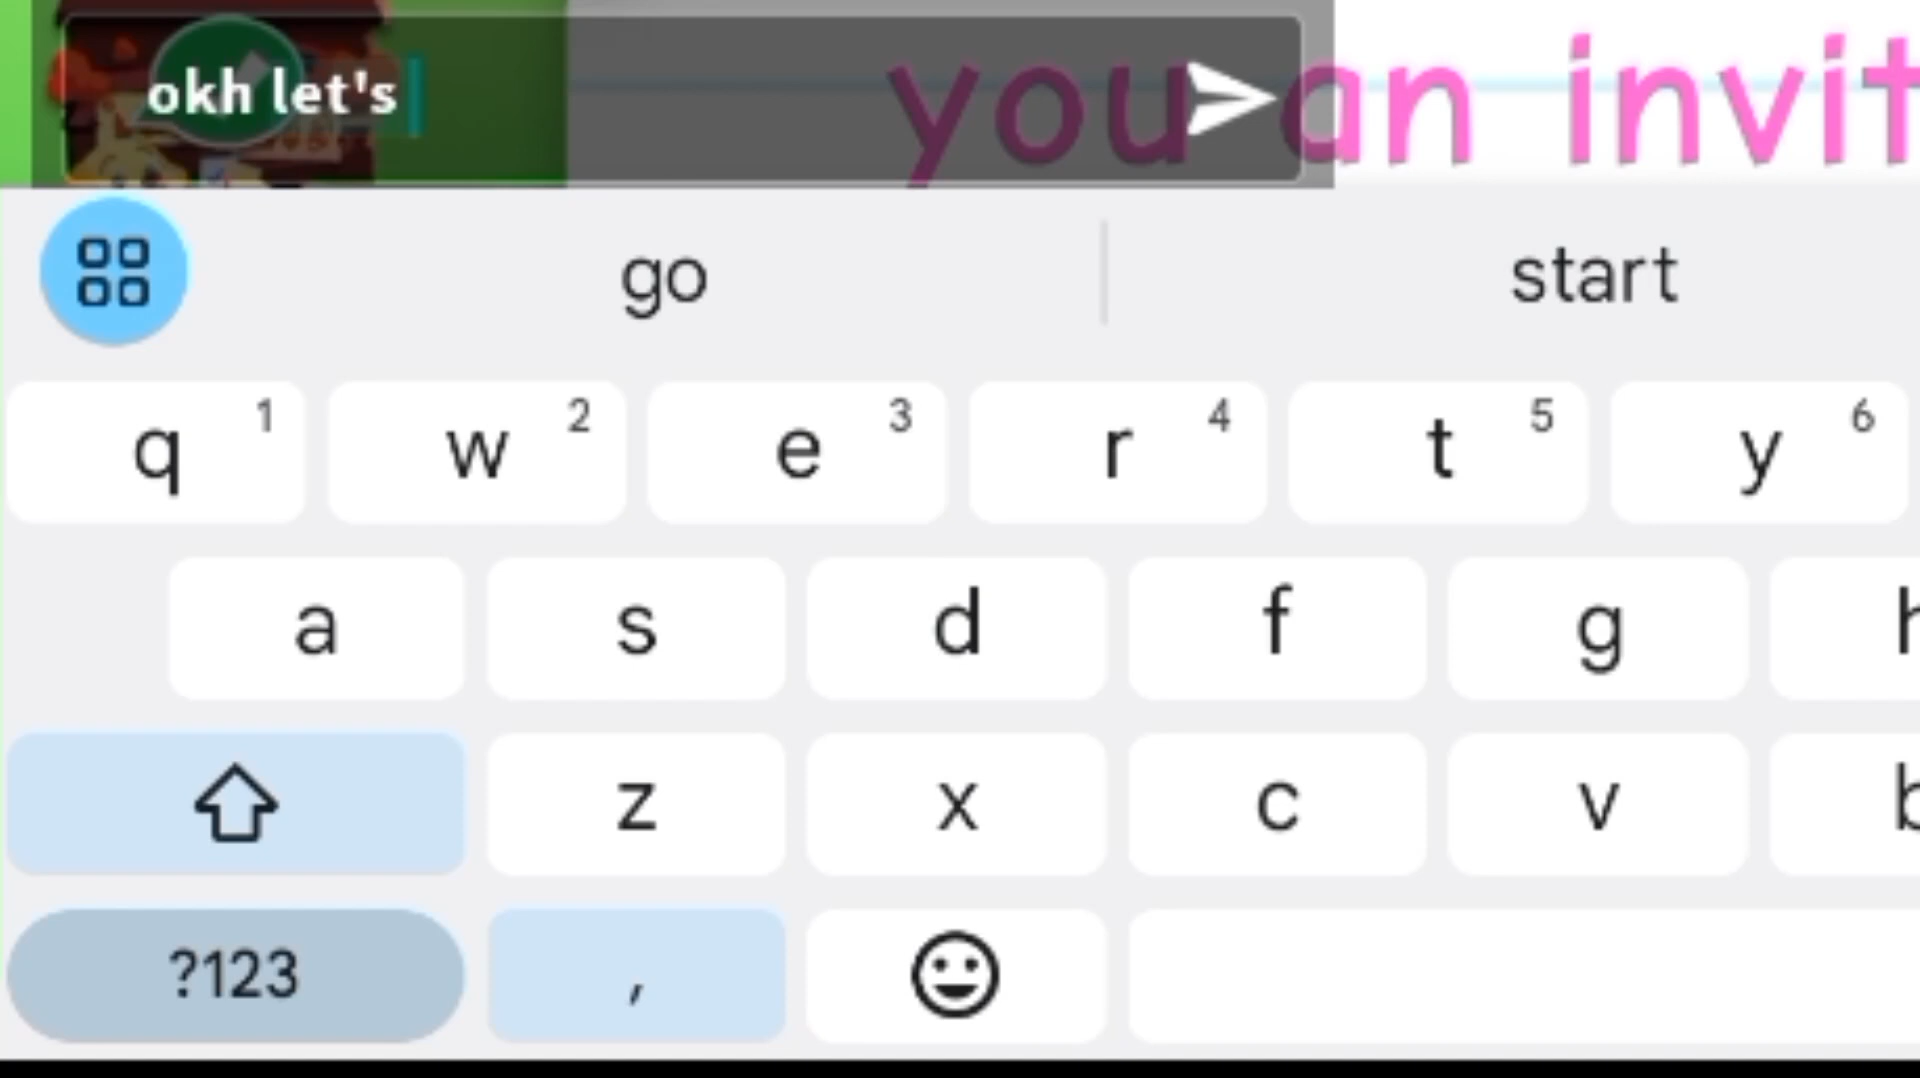 okh let's
you an invit
go start
q 1 w 2 e 3 r 4 t 5 y 6
a s d f g h
z x c v b
?123 ,